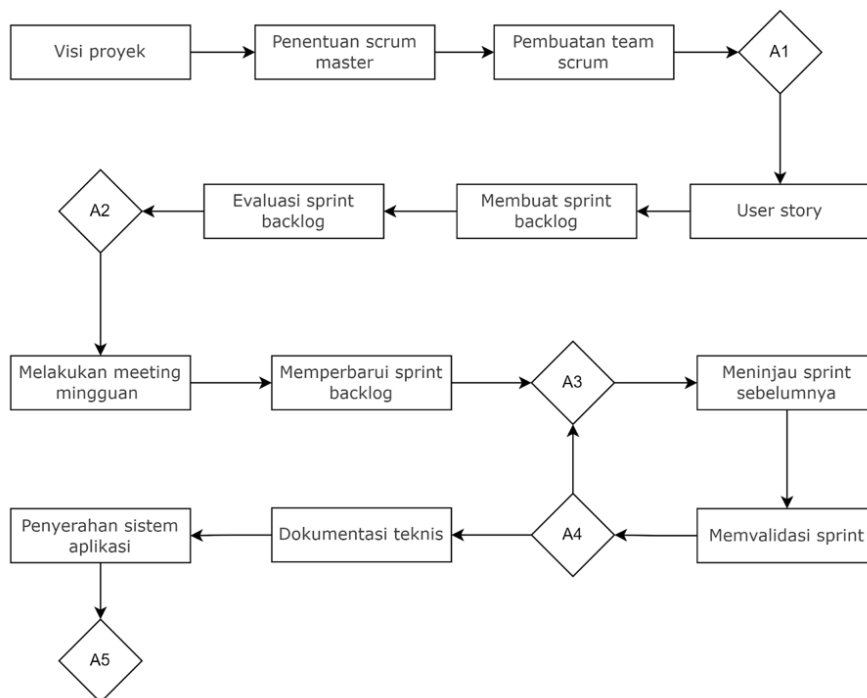 Visi proyek
Penentuan scrum
master
Pembuatan team
scrum
A1
User story
Membuat sprint
backlog
Evaluasi sprint
backlog
A2
Melakukan meeting
mingguan
Memperbarui sprint
backlog
A3
Meninjau sprint
sebelumnya
Memvalidasi sprint
A4
Dokumentasi teknis
Penyerahan sistem
aplikasi
A5